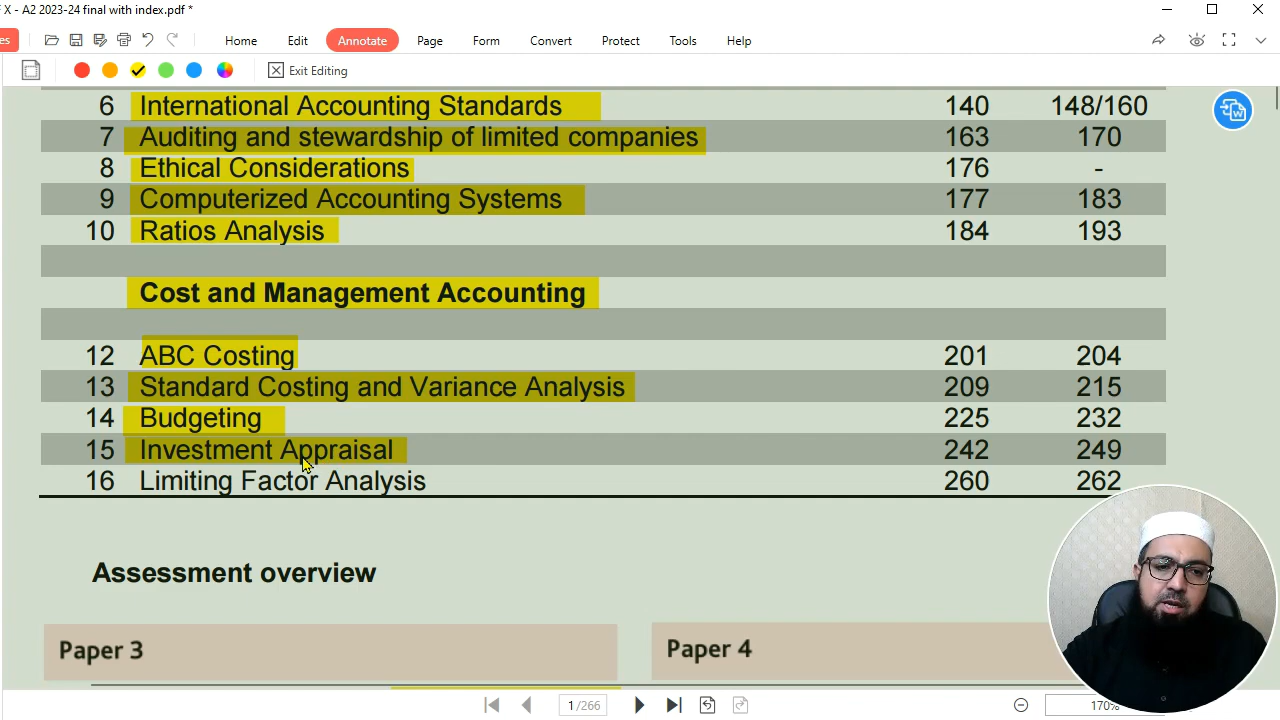 X - A2 2023-24 final with index.pdf *
es Home Edit Annotate Page Form Convert Protect Tools Help
Exit Editing
6 International Accounting Standards 140 148/160
7 Auditing and stewardship of limited companies 163 170
8 Ethical Considerations 176 -
9 Computerized Accounting Systems 177 183
10 Ratios Analysis 184 193
Cost and Management Accounting
12 ABC Costing 201 204
13 Standard Costing and Variance Analysis 209 215
14 Budgeting 225 232
15 Investment Appraisal 242 249
16 Limiting Factor Analysis 260 262
Assessment overview
Paper 3 Paper 4
1 /266 170%